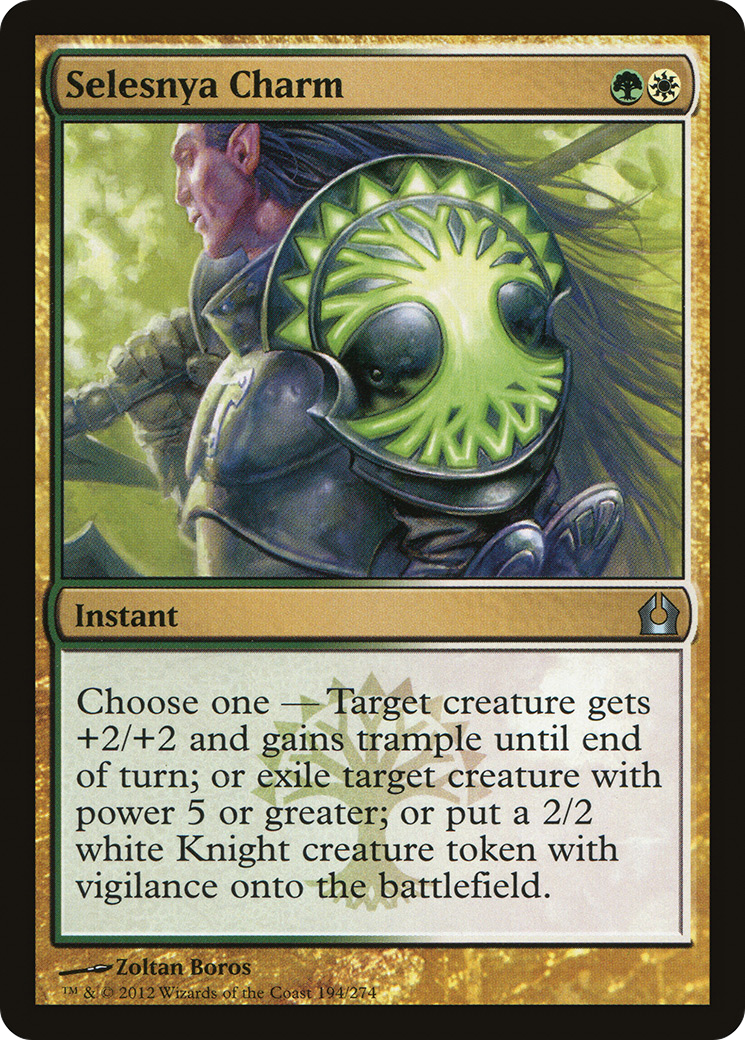 Selesnya Charm
Instant
Choose one — Target creature gets
+2/+2 and gains trample until end
of turn; or exile target creature with
power 5 or greater; or put a 2/2
white Knight creature token with
vigilance onto the battlefield.
Zoltan Boros
™ & © 2012 Wizards of the Coast 194/274